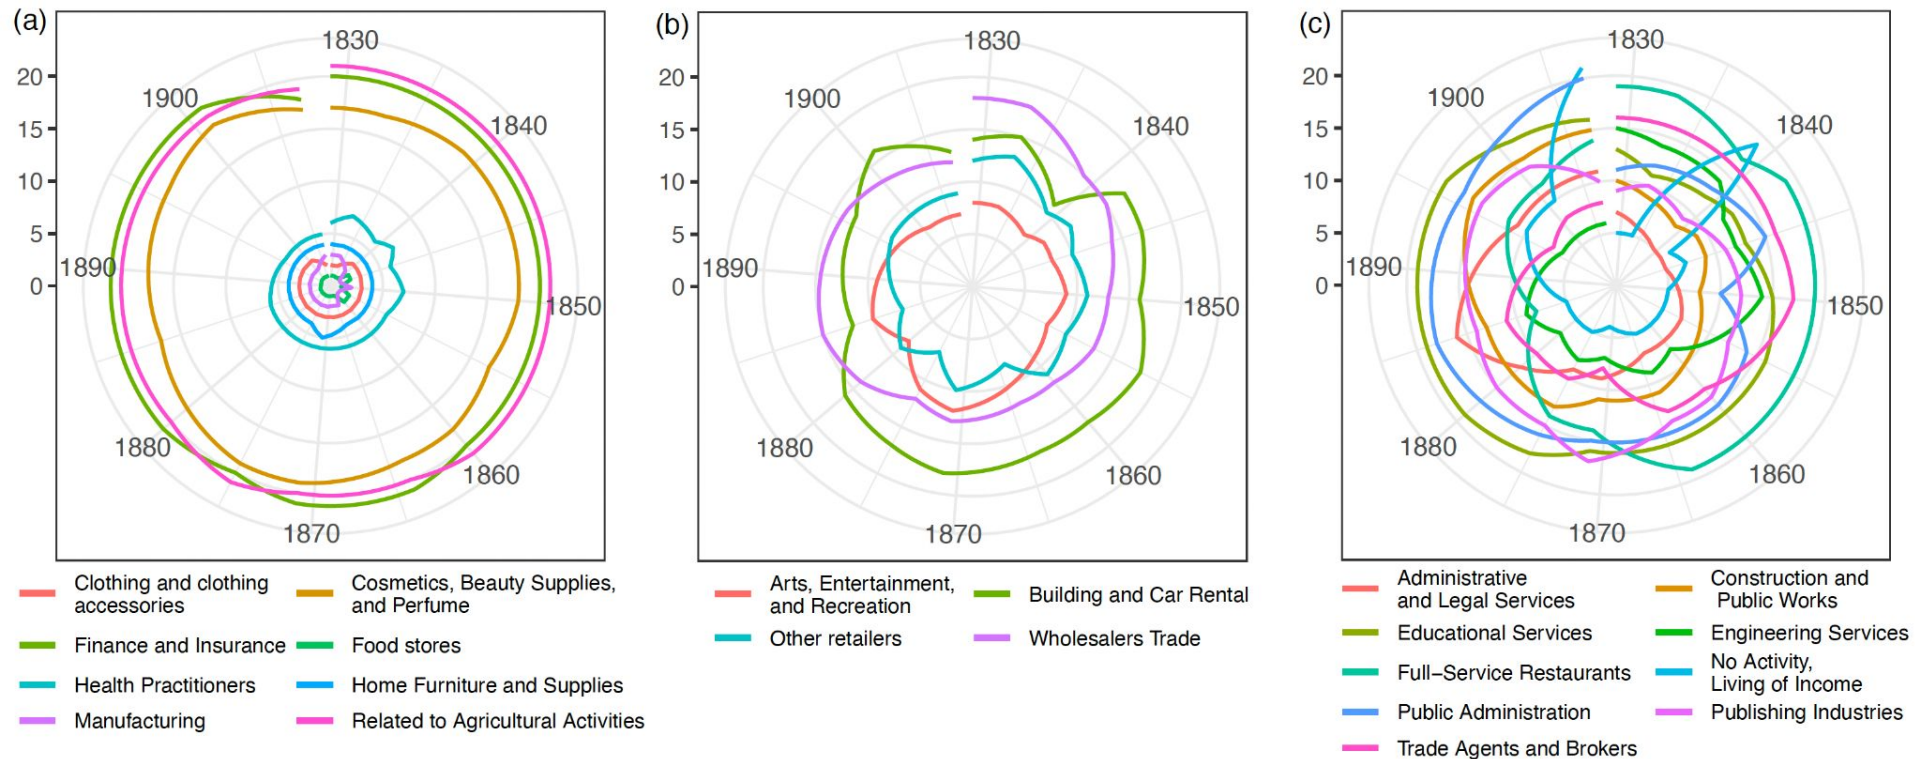 (a)
20
15
10
5
0
1830
1840
1850
1860
1870
1880
1890
1900
Clothing and clothing
accessories
Cosmetics, Beauty Supplies,
and Perfume
Finance and Insurance
Food stores
Health Practitioners
Home Furniture and Supplies
Manufacturing
Related to Agricultural Activities
(b)
20
15
10
5
0
1830
1840
1850
1860
1870
1880
1890
1900
Arts, Entertainment,
and Recreation
Building and Car Rental
Other retailers
Wholesalers Trade
(c)
20
15
10
5
0
1830
1840
1850
1860
1870
1880
1890
1900
Administrative
and Legal Services
Construction and
Public Works
Educational Services
Engineering Services
Full−Service Restaurants
No Activity,
Living of Income
Public Administration
Publishing Industries
Trade Agents and Brokers